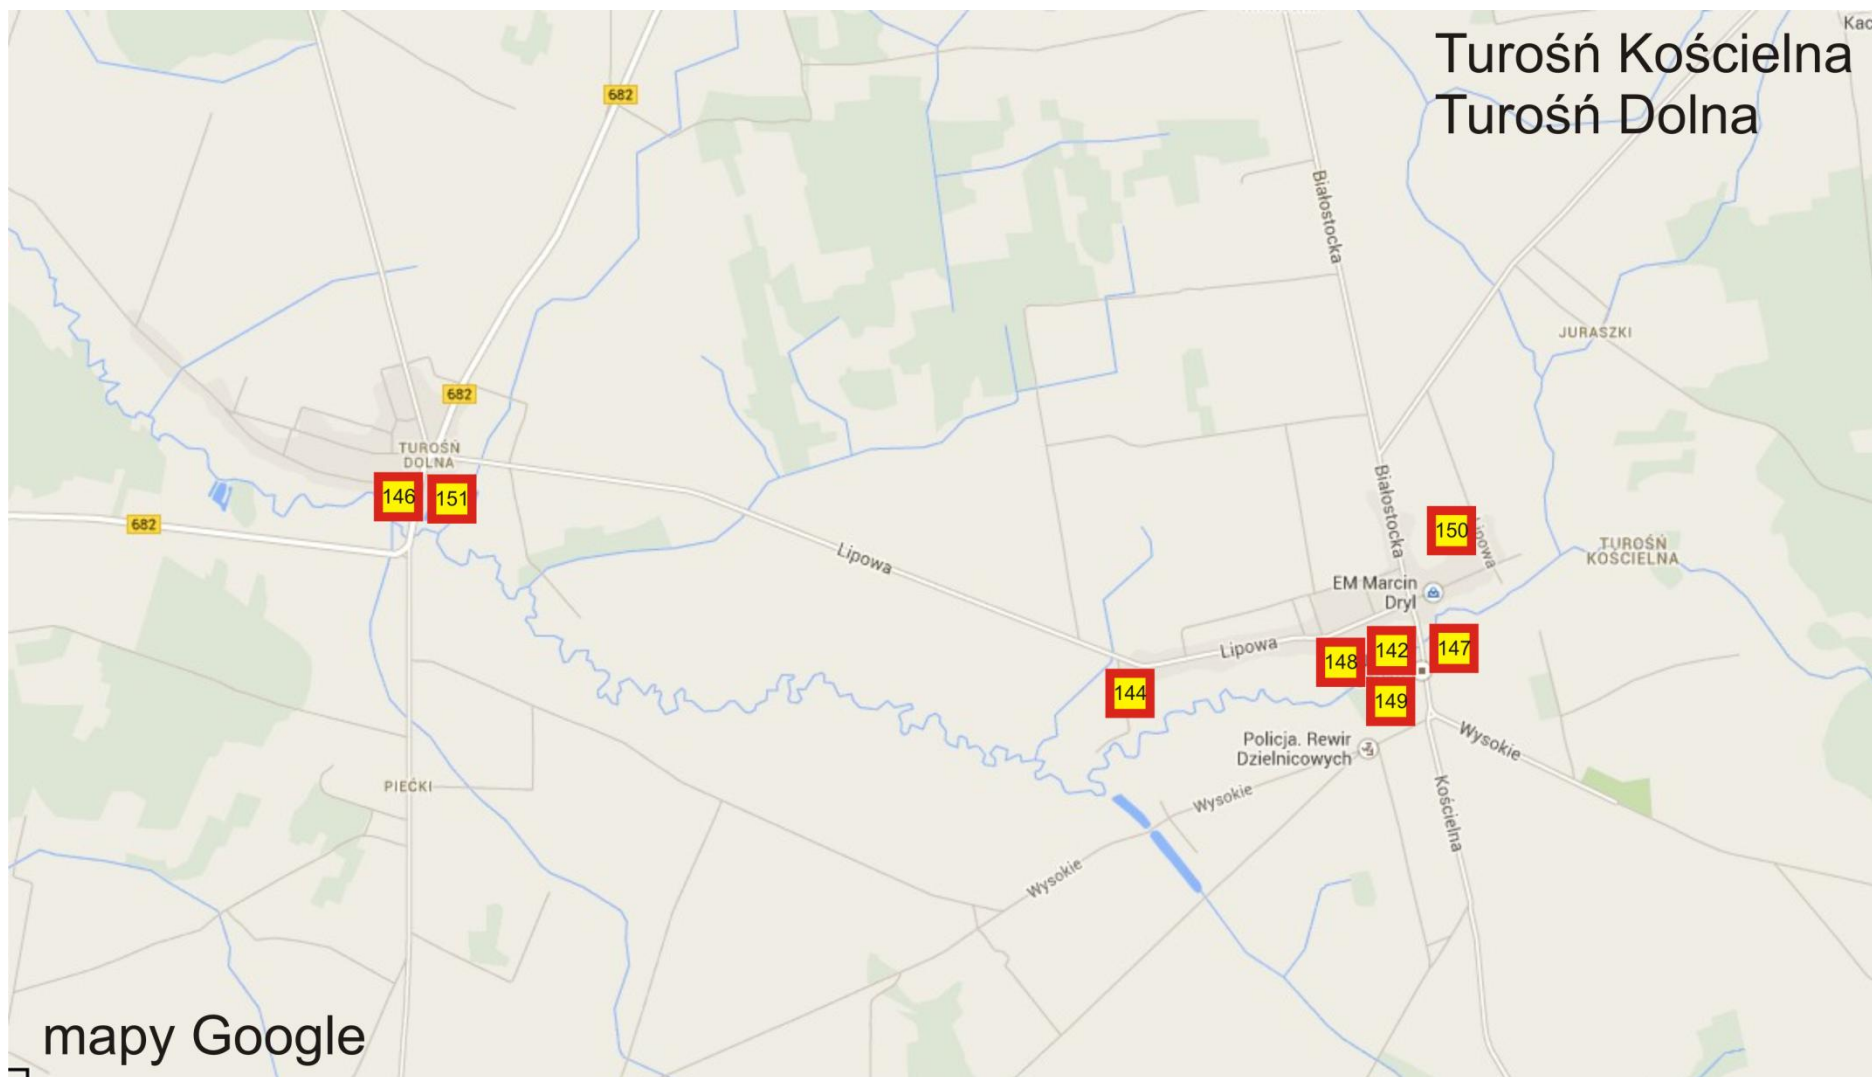 Kac
Turośń Kościelna
Turośń Dolna
682
Białostocka
JURASZKI
682
TUROŚŃ
DOLNA
Białostocka
146
151
682
150
Lipowa
TUROŚŃ
KOŚCIELNA
Lipowa
EM Marcin
Dryl
Lipowa
148
142
147
144
149
Policja. Rewir
Dzielnicowych
Wysokie
PIEĆKI
Wysokie
Kościelna
Wysokie
mapy Google